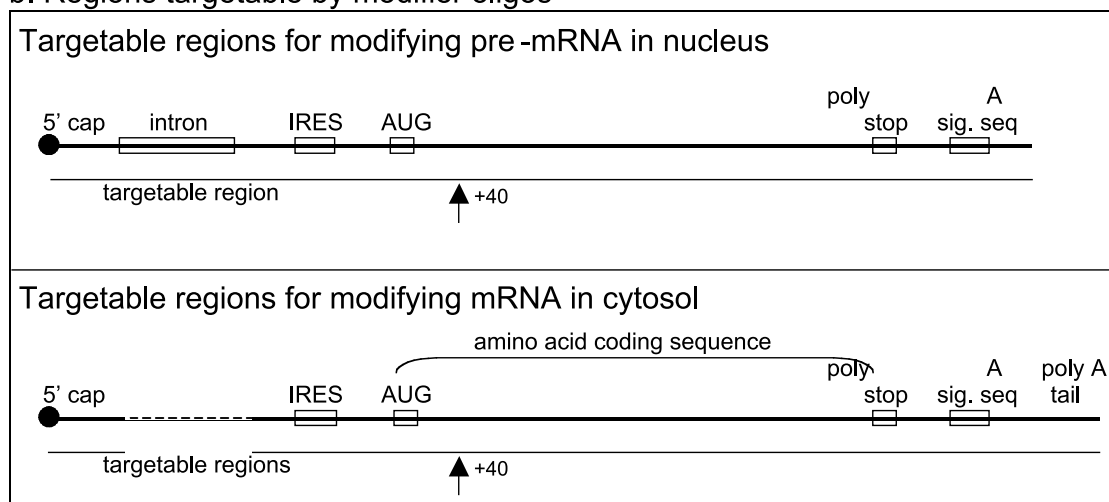 b. Regions targetable by modifier oligos
Targetable regions for modifying pre-mRNA in nucleus
poly A
5' cap intron IRES AUG stop sig. seq
targetable region
+40
Targetable regions for modifying mRNA in cytosol
amino acid coding sequence
poly A poly A
5' cap IRES AUG stop sig. seq tail
targetable regions
+40